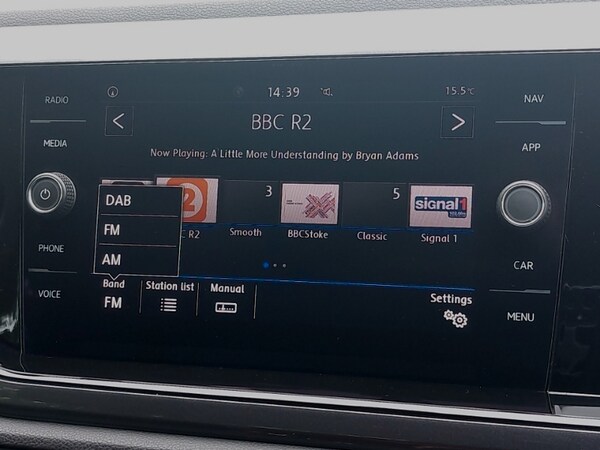 RADIO
14:39
15.5°C
NAV
< BBC R2 >
MEDIA
APP
Now Playing: A Little More Understanding by Bryan Adams
DAB
FM
AM
2
C R2
3
Smooth
BBCStoke
5
Classic
signal1
Signal 1
PHONE
CAR
VOICE
Band
FM
Station list
Manual
Settings
MENU